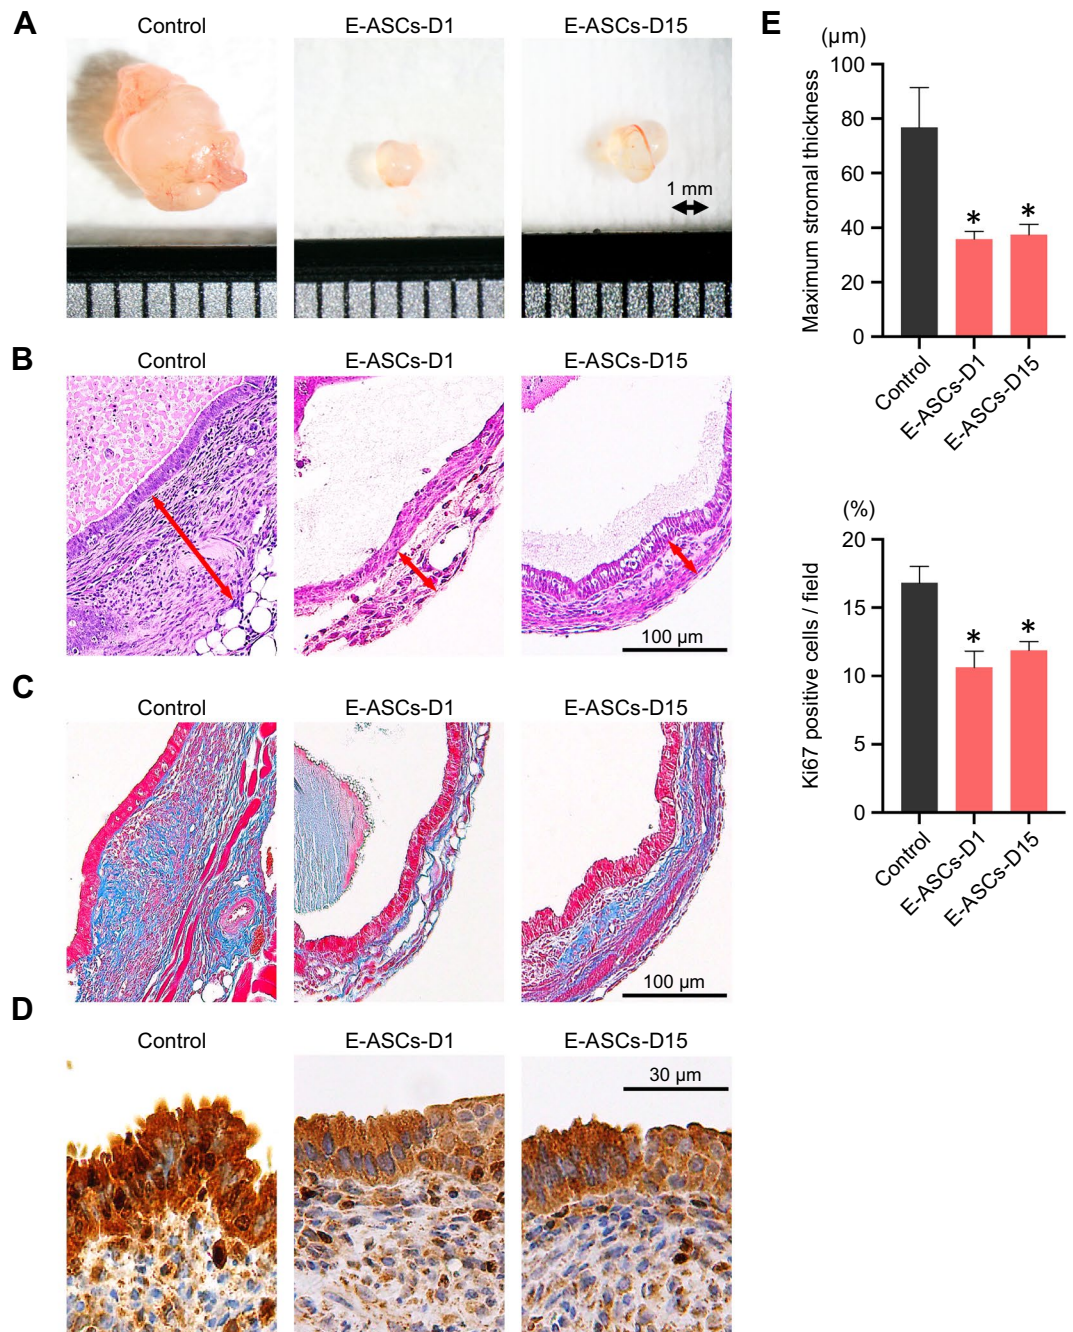 A
Control
E-ASCs-D1
E-ASCs-D15
1 mm
B
Control
E-ASCs-D1
E-ASCs-D15
100 µm
C
Control
E-ASCs-D1
E-ASCs-D15
100 µm
D
Control
E-ASCs-D1
E-ASCs-D15
30 µm
E
(µm)
Maximum stromal thickness
100
80
60
40
20
0
*
*
Control
E-ASCs-D1
E-ASCs-D15
(%)
Ki67 positive cells / field
20
15
10
5
0
*
*
Control
E-ASCs-D1
E-ASCs-D15